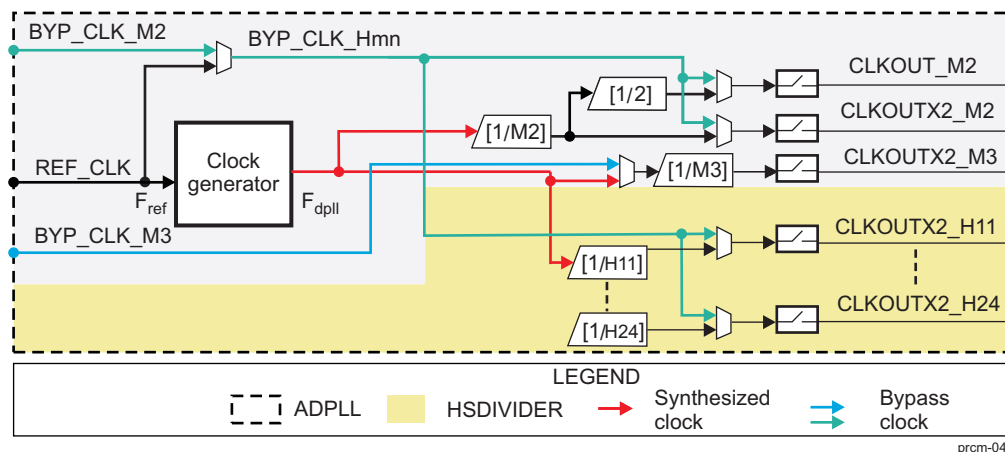 BYP_CLK_M2
BYP_CLK_Hmn
CLKOUT_M2
[1/2]
CLKOUTX2_M2
[1/M2]
Clock
generator
CLKOUTX2_M3
REF_CLK
[1/M3]
Fref
Fdpll
BYP_CLK_M3
CLKOUTX2_H11
[1/H11]
CLKOUTX2_H24
[1/H24]
LEGEND
ADPLL
HSDIVIDER
Synthesized
clock
Bypass
clock
prcm-04